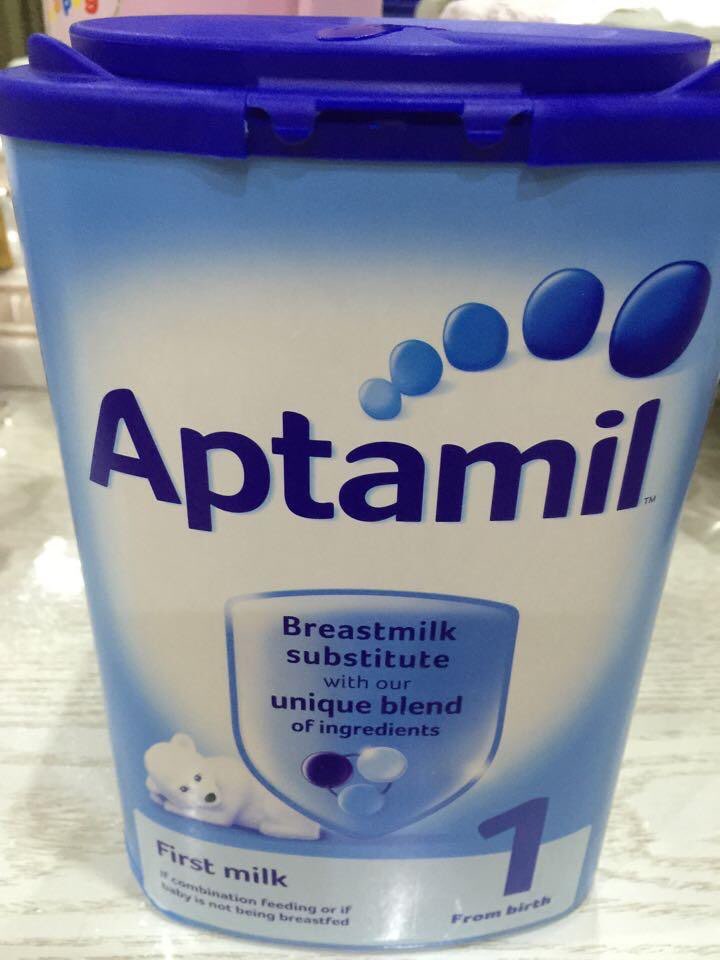 Aptamil
TM
Breastmilk
substitute
with our
unique blend
of ingredients
1
From birth
First milk
If combination feeding or if
baby is not being breastfed